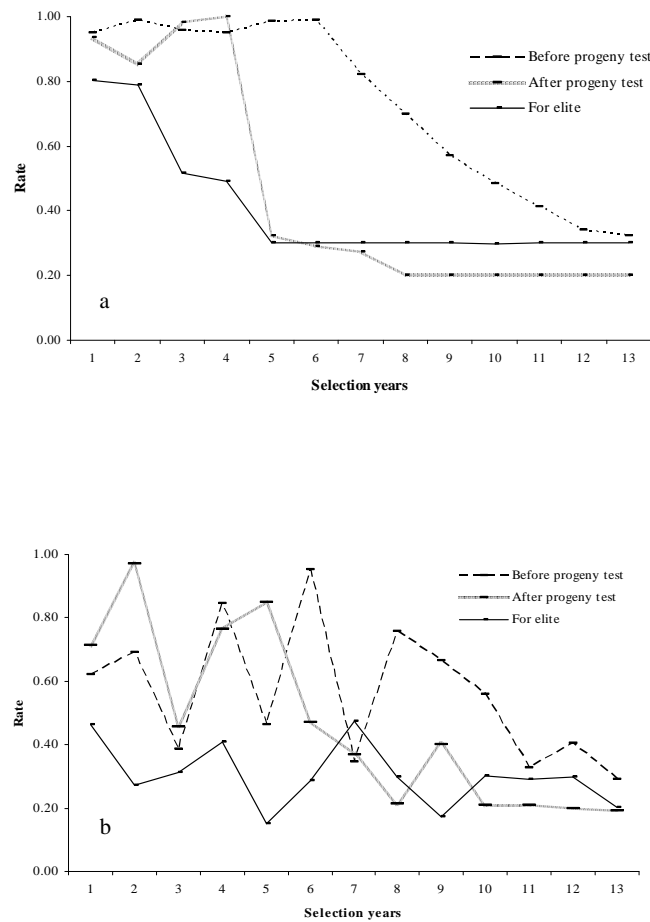 1.00
Before progeny test
0.80
After progeny test
For elite
0.60
Rate
0.40
0.20
a
0.00
1 2 3 4 5 6 7 8 9 10 11 12 13
Selection years
1.00
Before progeny test
After progeny test
0.80
For elite
0.60
Rate
0.40
0.20
b
0.00
1 2 3 4 5 6 7 8 9 10 11 12 13
Selection years